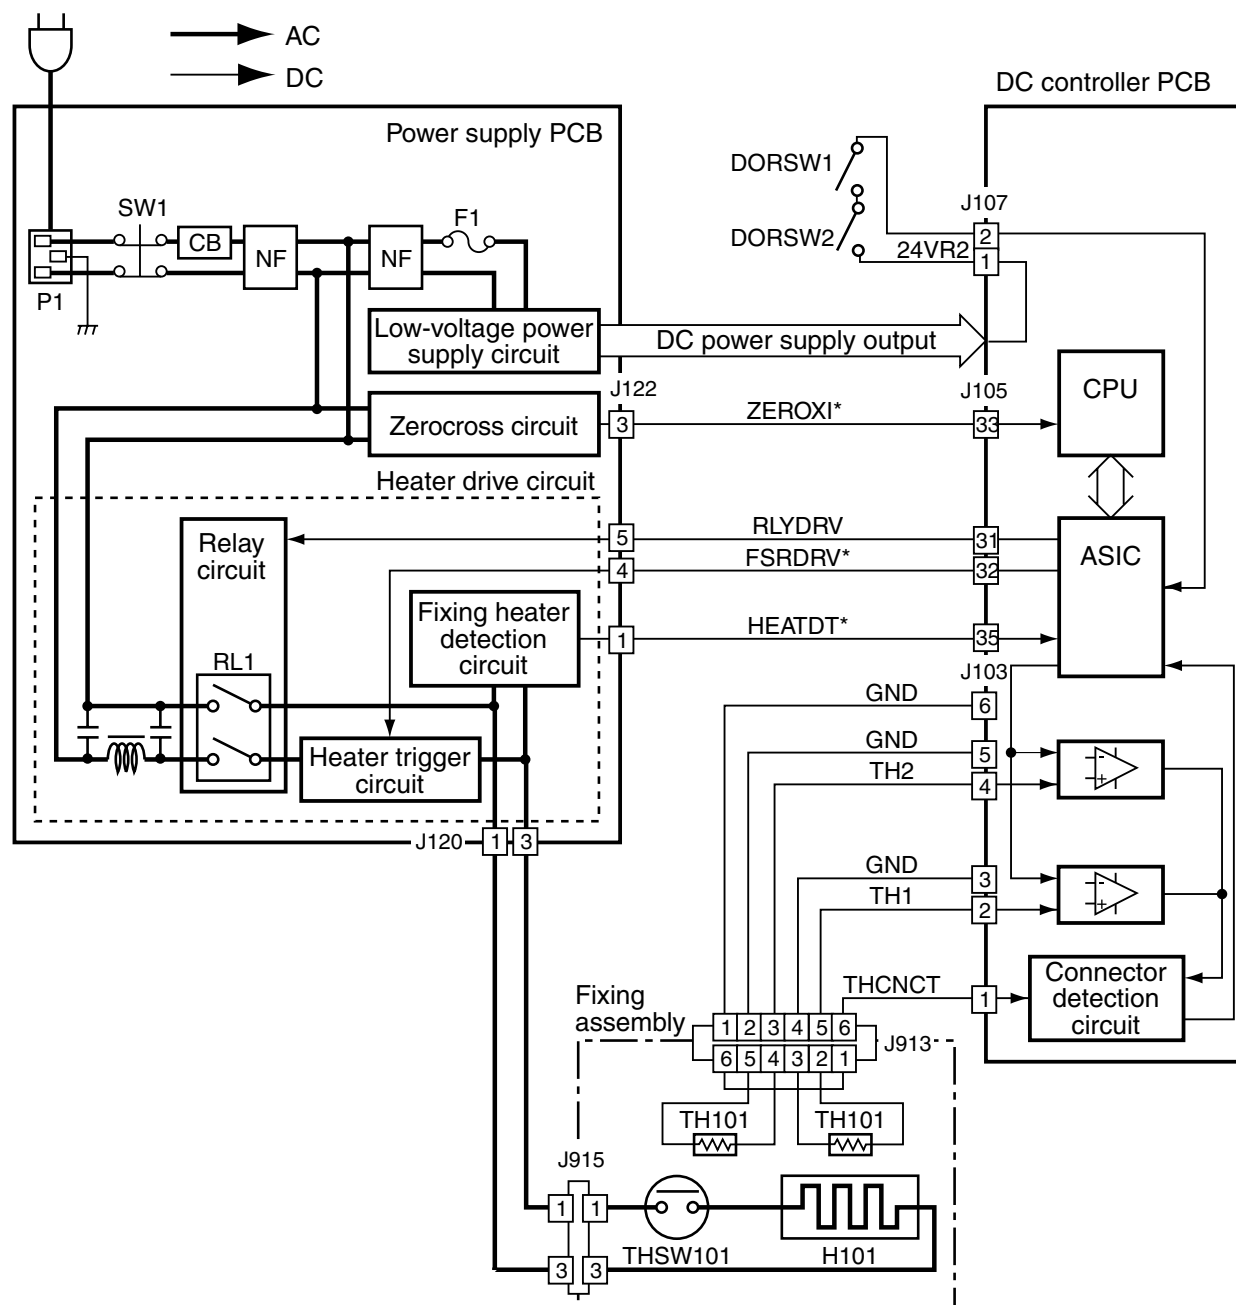 AC
DC
DC controller PCB
Power supply PCB
DORSW1
SW1
J107
F1
CB
2
DORSW2
24VR2
NF
NF
1
P1
Low-voltage power
supply circuit
DC power supply output
J122
J105
CPU
Zerocross circuit
3
ZEROXI*
33
Heater drive circuit
Relay
circuit
5
RLYDRV
31
ASIC
4
FSRDRV*
32
Fixing heater
detection
circuit
1
HEATDT*
35
RL1
J103
GND
6
Heater trigger
circuit
GND
5
-
+
TH2
4
J120
1
3
GND
3
-
+
TH1
2
Connector
detection
circuit
THCNCT
1
Fixing
assembly
1 2 3 4 5 6
J913
6 5 4 3 2 1
TH101
TH101
J915
1
1
THSW101
H101
3
3